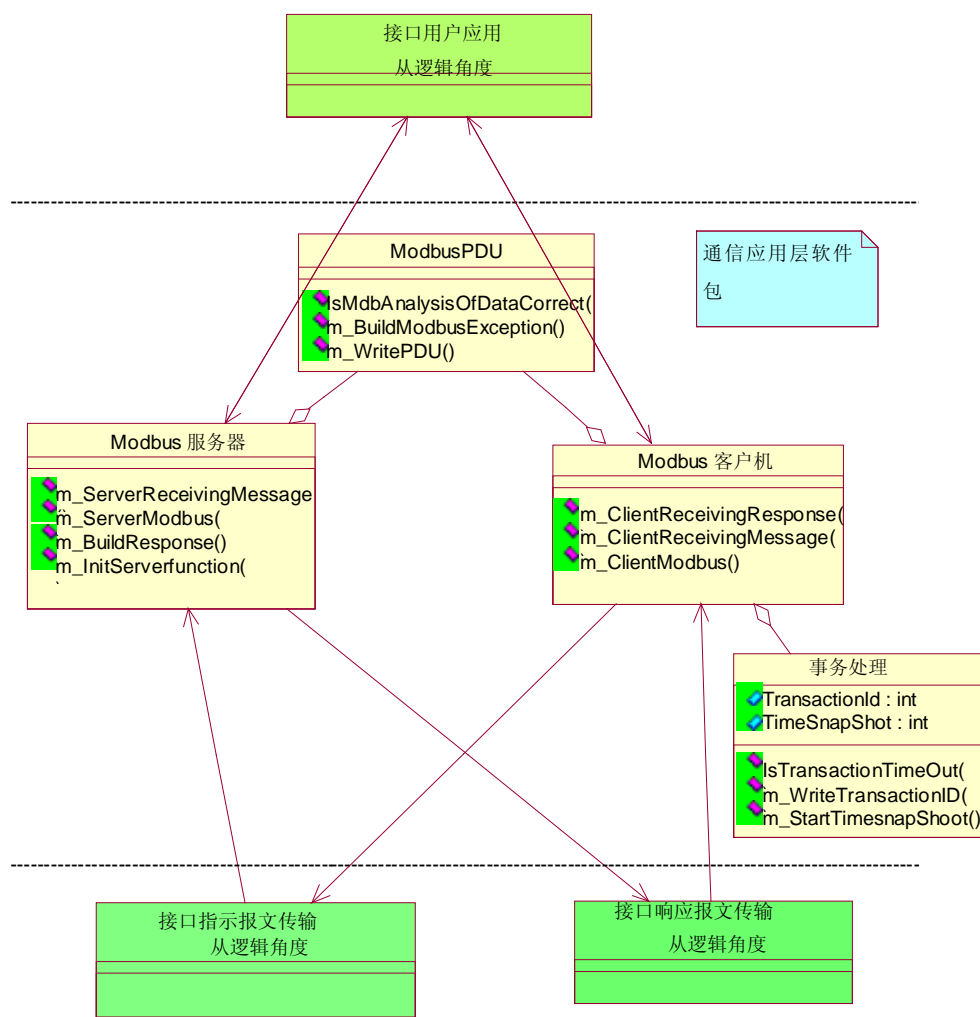 接口用户应用
从逻辑角度
ModbusPDU
IsMdbAnalysisOfDataCorrect(
m_BuildModbusException()
m_WritePDU()
通信应用层软件
包
Modbus 服务器
m_ServerReceivingMessage
m_ServerModbus(
m_BuildResponse()
m_InitServerfunction(
Modbus 客户机
m_ClientReceivingResponse(
m_ClientReceivingMessage(
m_ClientModbus()
事务处理
TransactionId : int
TimeSnapShot : int
IsTransactionTimeOut(
m_WriteTransactionID(
m_StartTimesnapShoot()
接口指示报文传输
从逻辑角度
接口响应报文传输
从逻辑角度